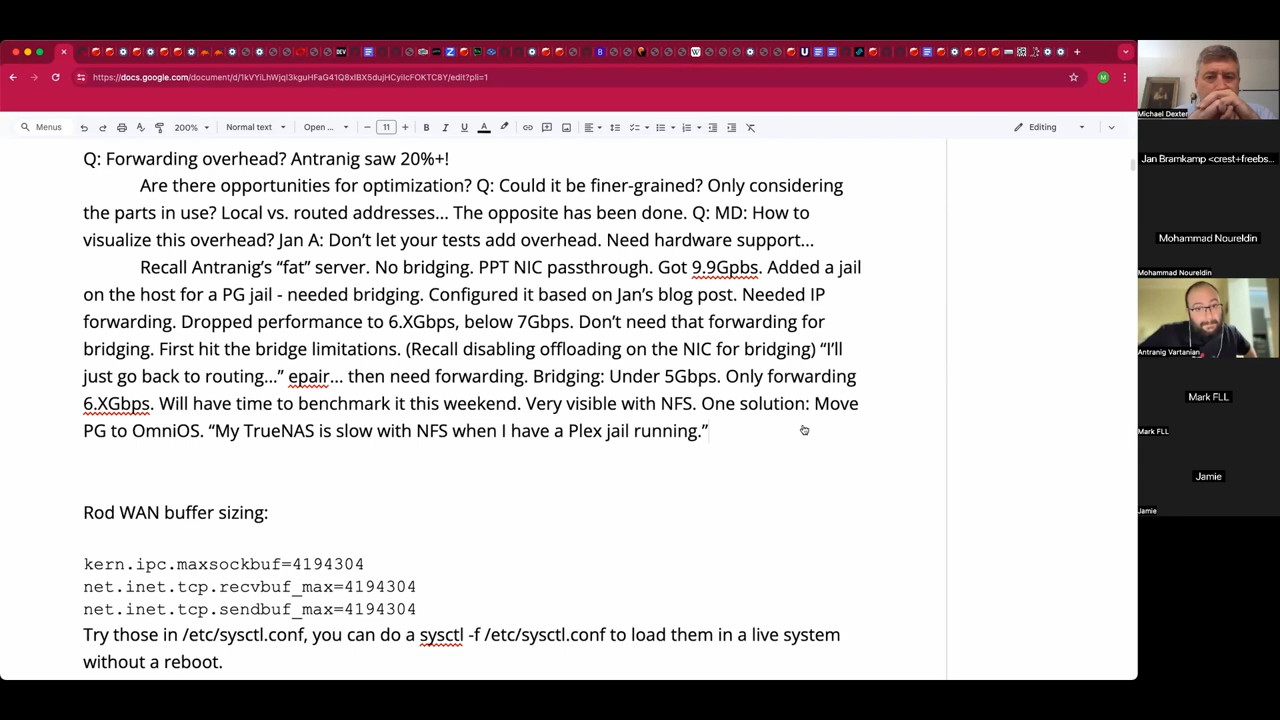 https://docs.google.com/document/d/1kVYiLhWjqI3kguHFaG41Q8xIBX5dujHCyiIcFOKTC8Y/edit?pli=1
Menus
200%
Normal text
Open ...
11
Editing
Q: Forwarding overhead? Antranig saw 20%+!
Are there opportunities for optimization? Q: Could it be finer-grained? Only considering
the parts in use? Local vs. routed addresses... The opposite has been done. Q: MD: How to
visualize this overhead? Jan A: Don’t let your tests add overhead. Need hardware support...
Recall Antranig’s “fat” server. No bridging. PPT NIC passthrough. Got 9.9Gpbs. Added a jail
on the host for a PG jail - needed bridging. Configured it based on Jan’s blog post. Needed IP
forwarding. Dropped performance to 6.XGbps, below 7Gbps. Don’t need that forwarding for
bridging. First hit the bridge limitations. (Recall disabling offloading on the NIC for bridging) “I’ll
just go back to routing...” epair... then need forwarding. Bridging: Under 5Gbps. Only forwarding
6.XGbps. Will have time to benchmark it this weekend. Very visible with NFS. One solution: Move
PG to OmniOS. “My TrueNAS is slow with NFS when I have a Plex jail running.”
Rod WAN buffer sizing:
kern.ipc.maxsockbuf=4194304
net.inet.tcp.recvbuf_max=4194304
net.inet.tcp.sendbuf_max=4194304
Try those in /etc/sysctl.conf, you can do a sysctl -f /etc/sysctl.conf to load them in a live system
without a reboot.
Michael Dexter
Jan Bramkamp <crest+freebs...
Mohammad Noureldin
Mohammad Noureldin
Antranig Vartanian
Mark FLL
Mark FLL
Jamie
Jamie